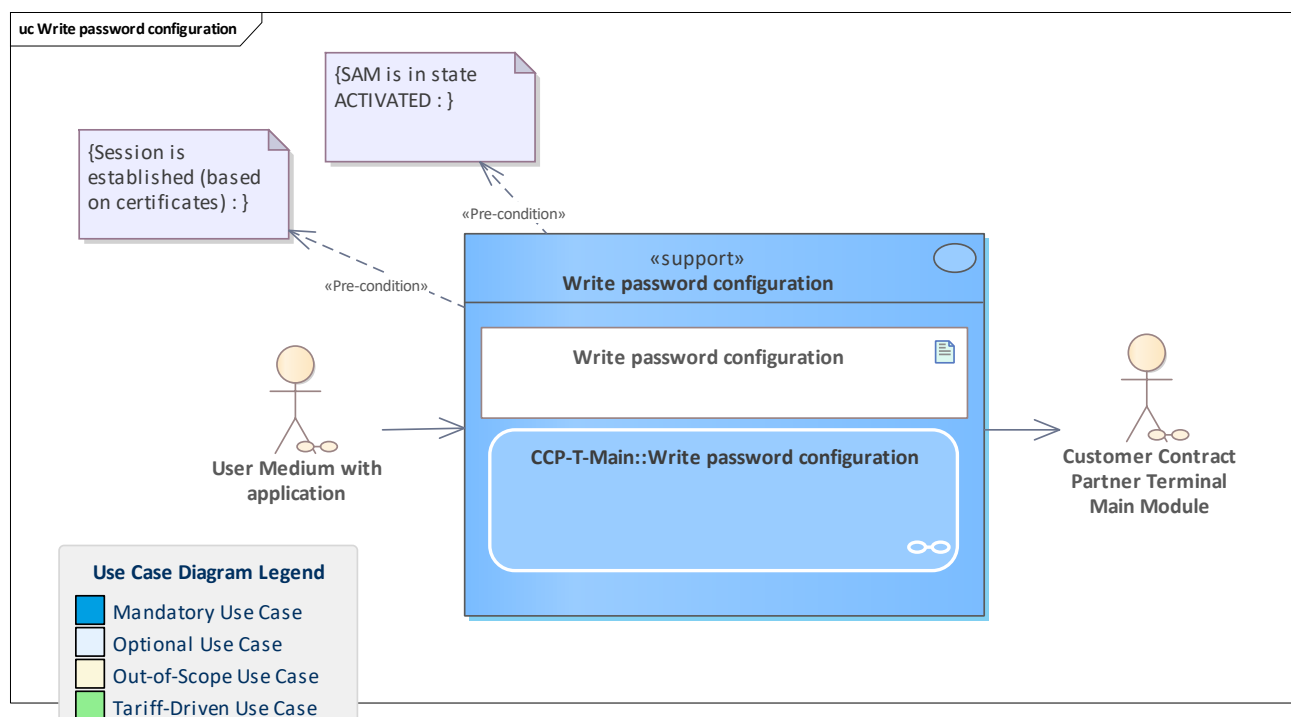 uc Write password configuration
{SAM is in state
ACTIVATED : }
{Session is
established (based
on certificates) : }
«Pre-condition»
«Pre-condition»
«support»
Write password configuration
Write password configuration
CCP-T-Main::Write password configuration
User Medium with
application
Customer Contract
Partner Terminal
Main Module
Use Case Diagram Legend
Mandatory Use Case
Optional Use Case
Out-of-Scope Use Case
Tariff-Driven Use Case